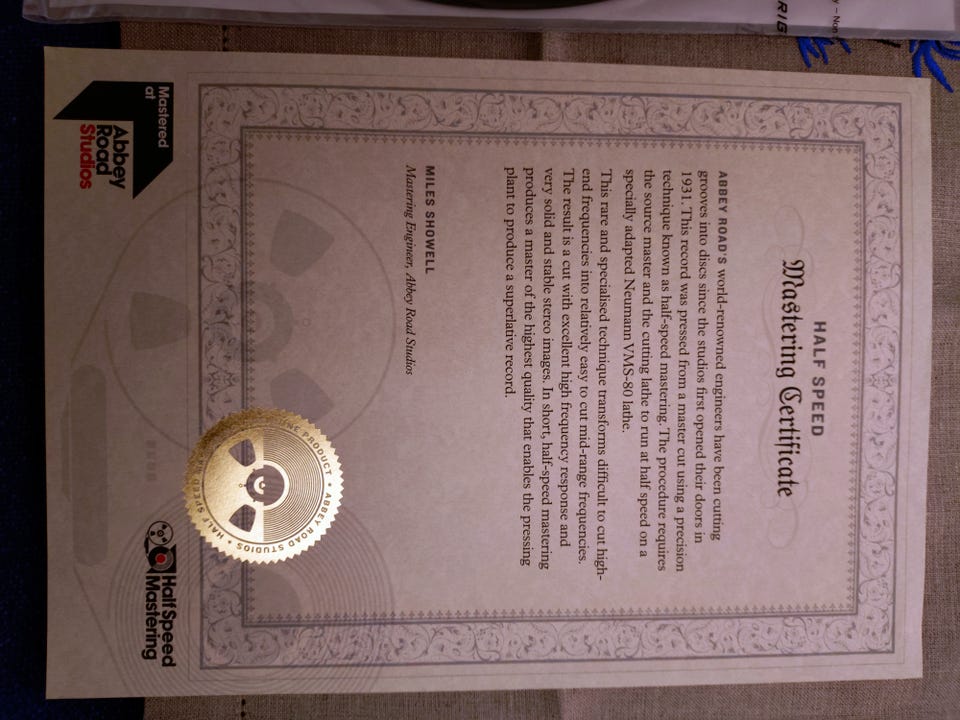 HALF SPEED
Mastering Certificate
ABBEY ROAD'S world-renowned engineers have been cutting
grooves into discs since the studios first opened their doors in
1931. This record was pressed from a master cut using a precision
technique known as half-speed mastering. The procedure requires
the source master and the cutting lathe to run at half speed on a
specially adapted Neumann VMS-80 lathe.
This rare and specialised technique transforms difficult to cut high-
end frequencies into relatively easy to cut mid-range frequencies.
The result is a cut with excellent high frequency response and
very solid and stable stereo images. In short, half-speed mastering
produces a master of the highest quality that enables the pressing
plant to produce a superlative record.
MILES SHOWELL
Mastering Engineer, Abbey Road Studios
PRODUCT • ABBEY ROAD STUDIOS • HALF SPEED
Mastered
at
Abbey
Road
Studios
Half Speed
Mastering